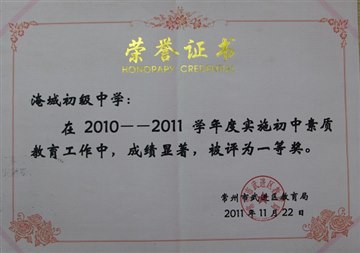 荣誉证书
HONORARY CREDENTIAL
淹城初级中学：
在 2010——2011 学年度实施初中素质
教育工作中，成绩显著，被评为一等奖。
常州市武进区教育局
2011 年 11 月 22 日